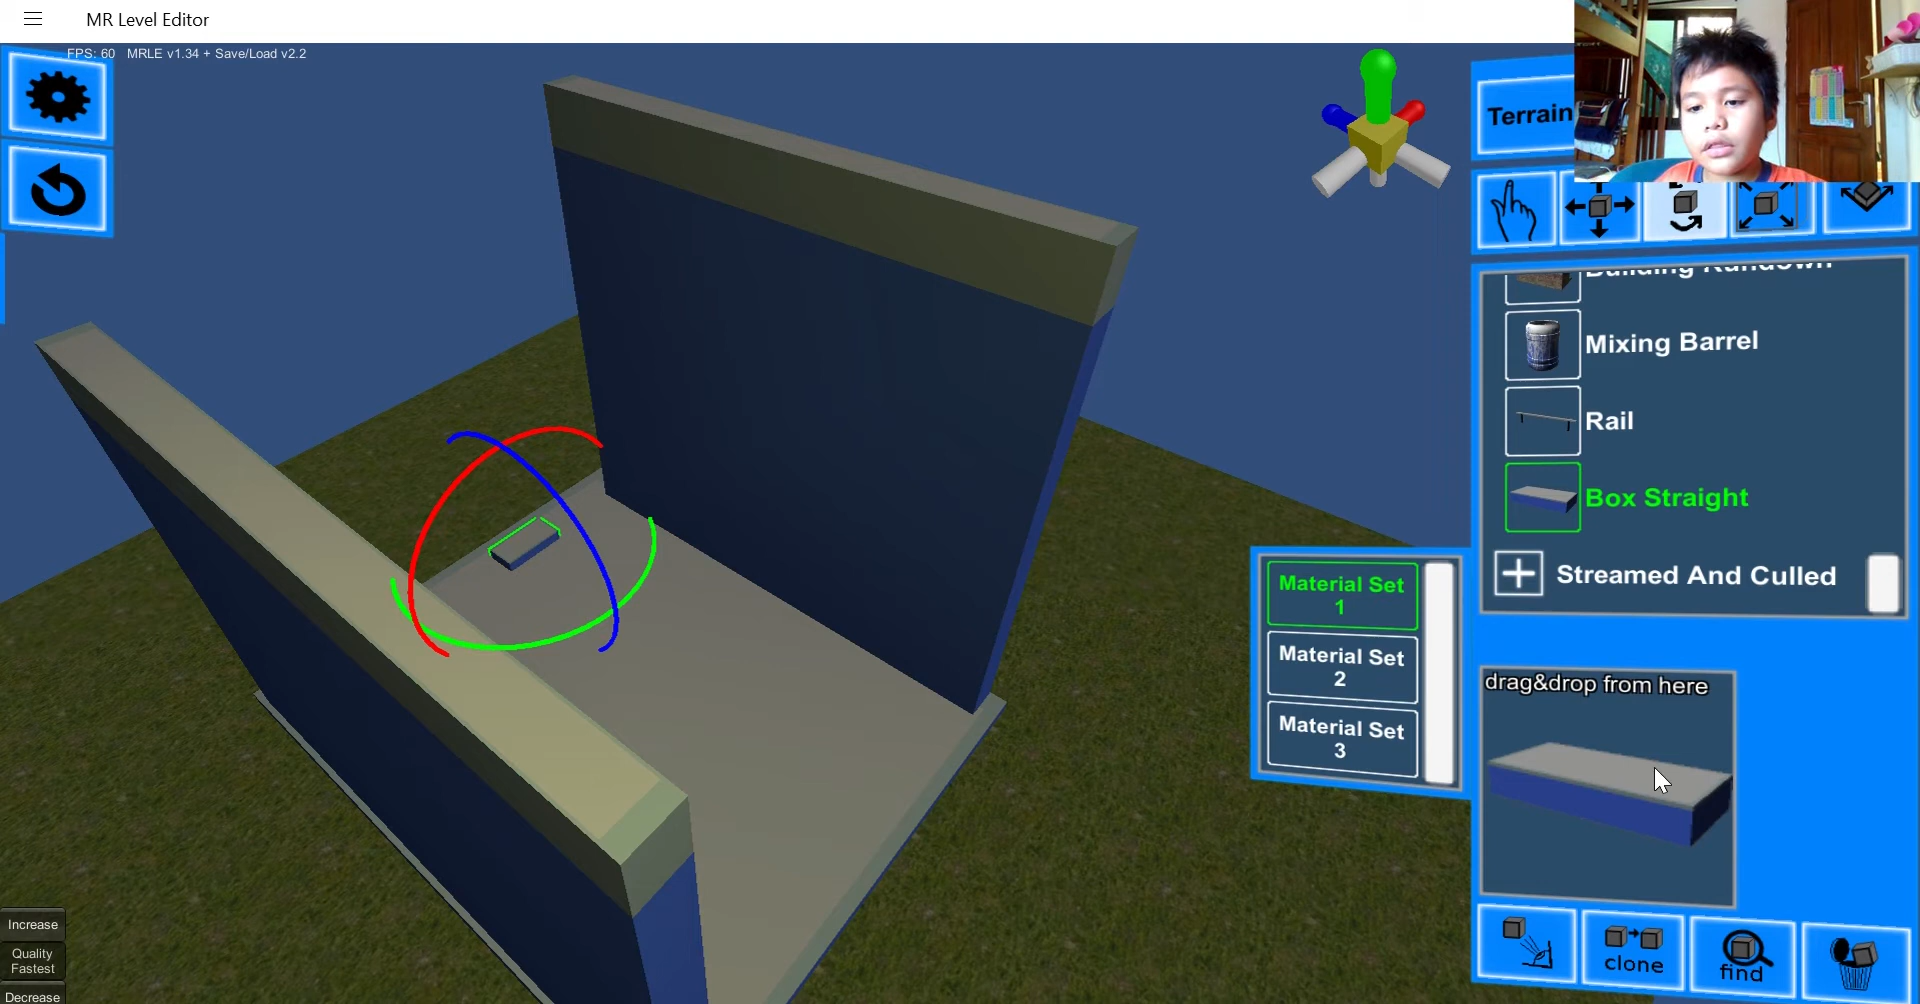 MR Level Editor
FPS: 60 MRLE v1.34 + Save/Load v2.2
Terrain
Building Rundown
Mixing Barrel
Rail
Box Straight
Streamed And Culled
Material Set
1
Material Set
2
Material Set
3
drag&drop from here
Increase
Quality
Fastest
Decrease
clone
find